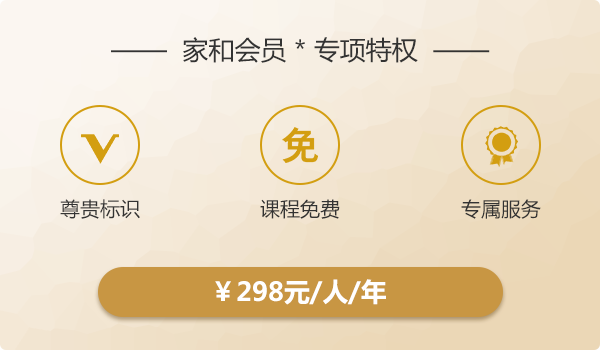 家和会员 * 专项特权
V
免
尊贵标识
课程免费
专属服务
¥298元/人/年